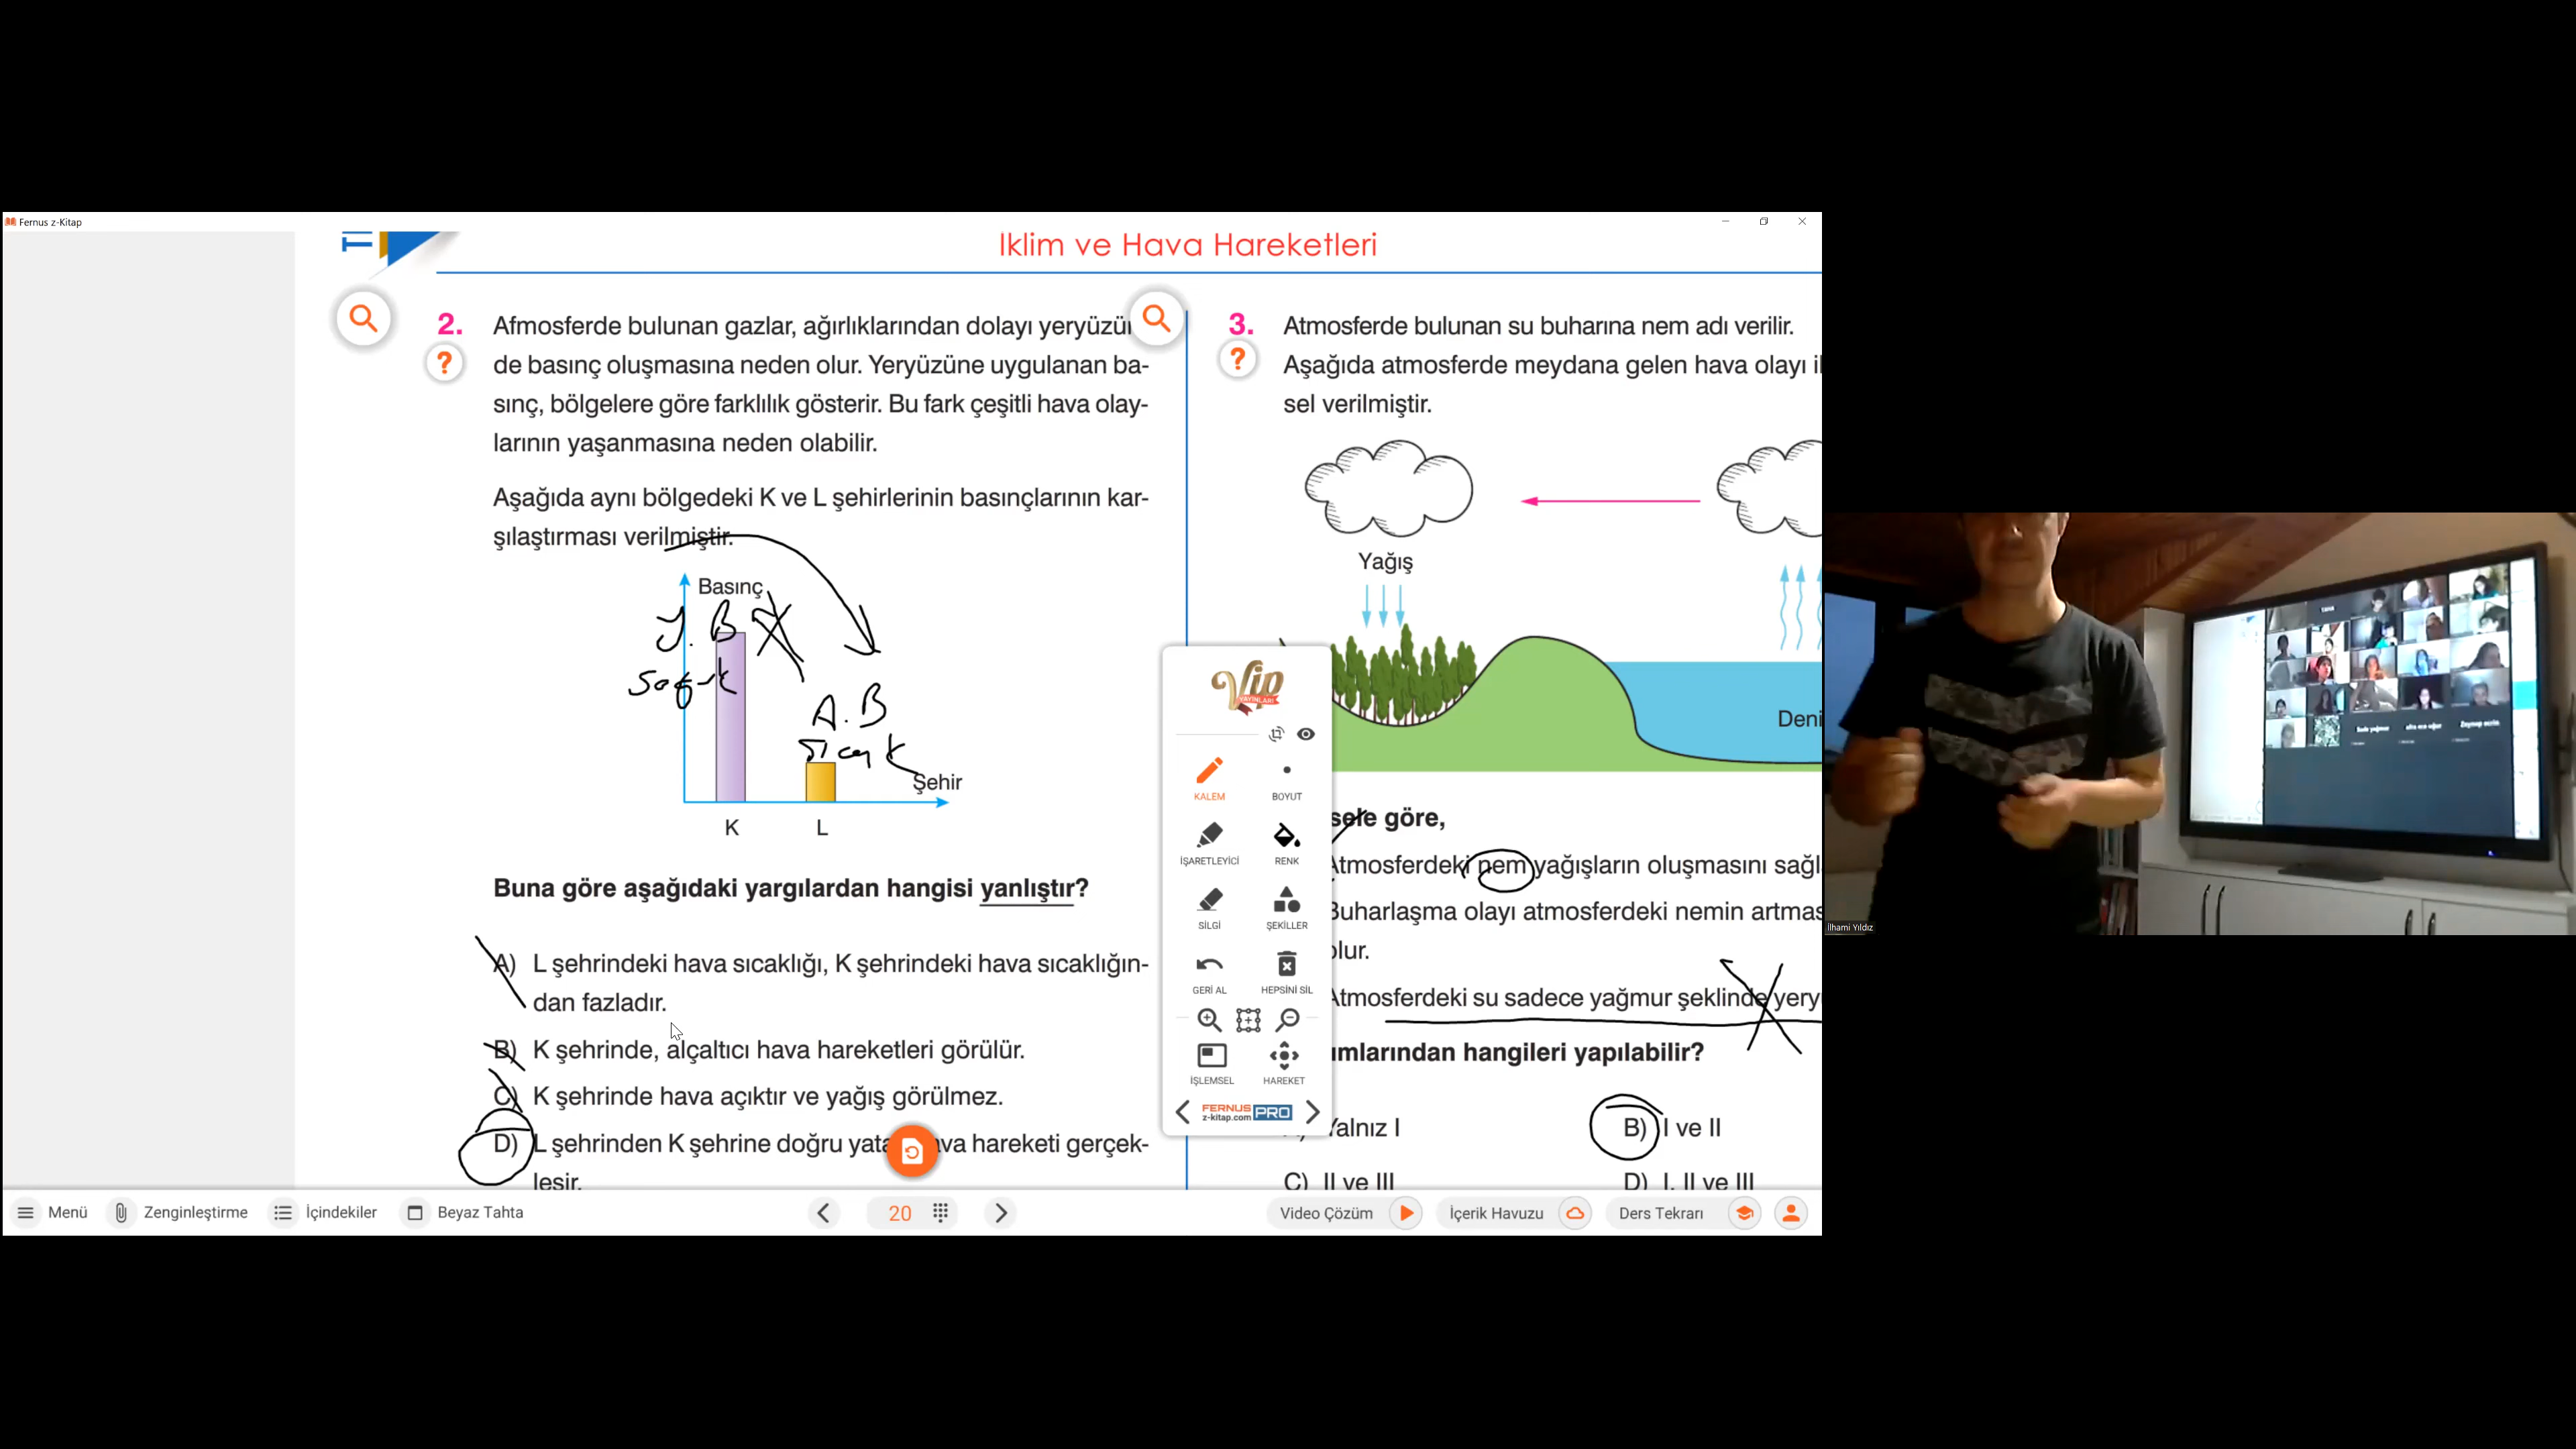 Fernus z-Kitap
İklim ve Hava Hareketleri
2.
Afmosferde bulunan gazlar, ağırlıklarından dolayı yeryüzün
de basınç oluşmasına neden olur. Yeryüzüne uygulanan ba-
sınç, bölgelere göre farklılık gösterir. Bu fark çeşitli hava olay-
larının yaşanmasına neden olabilir.
Aşağıda aynı bölgedeki K ve L şehirlerinin basınçlarının kar-
şılaştırması verilmiştir.
Basınç
Y. B
Soğuk
A. B
Sıcak
Şehir
K
L
Buna göre aşağıdaki yargılardan hangisi yanlıştır?
A) L şehrindeki hava sıcaklığı, K şehrindeki hava sıcaklığın-
dan fazladır.
B) K şehrinde, alçaltıcı hava hareketleri görülür.
C) K şehrinde hava açıktır ve yağış görülmez.
D) L şehrinden K şehrine doğru yata ava hareketi gerçek-
leşir.
3.
Atmosferde bulunan su buharına nem adı verilir.
Aşağıda atmosferde meydana gelen hava olayı il
sel verilmiştir.
Yağış
Deni
sele göre,
Atmosferdeki nem yağışların oluşmasını sağl
Buharlaşma olayı atmosferdeki nemin artmas
olur.
Atmosferdeki su sadece yağmur şeklinde yery
umlarından hangileri yapılabilir?
Yalnız I
B) I ve II
C) II ve III
D) I, II ve III
Vip
YAYINLARI
KALEM
BOYUT
İŞARETLEYİCİ
RENK
SİLGİ
ŞEKİLLER
GERİ AL
HEPSİNİ SİL
İŞLEMSEL
HAREKET
FERNUS
z-kitap.com PRO
Menü
Zenginleştirme
İçindekiler
Beyaz Tahta
20
Video Çözüm
İçerik Havuzu
Ders Tekrarı
İlhami Yıldız